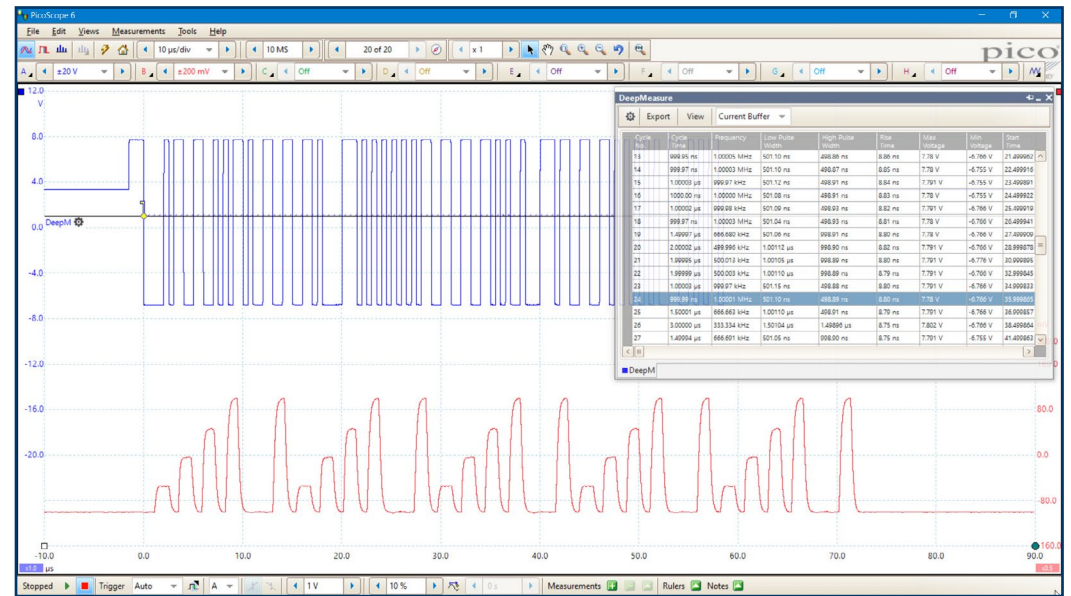 PicoScope 6
File Edit Views Measurements Tools Help
10 µs/div 10 MS 20 of 20 x 1
pico
A ±20 V B ±200 mV C Off D Off E Off F Off G Off H Off
12.0
V
8.0
4.0
0.0
-4.0
-8.0
-12.0
-16.0
-20.0
DeepM
DeepMeasure
Export View Current Buffer
Cycle No. Cycle Time Frequency Low Pulse Width High Pulse Width Rise Time Max Voltage Min Voltage Start Time
13 999.95 ns 1.00005 MHz 501.10 ns 498.86 ns 8.86 ns 7.78 V -6.766 V 21.499962
14 999.97 ns 1.00003 MHz 501.10 ns 498.87 ns 8.85 ns 7.78 V -6.755 V 22.499916
15 1.00003 µs 999.97 kHz 501.12 ns 498.91 ns 8.84 ns 7.791 V -6.755 V 23.499891
16 1000.00 ns 1.00000 MHz 501.08 ns 498.91 ns 8.83 ns 7.78 V -6.755 V 24.499922
17 1.00002 µs 999.98 kHz 501.09 ns 498.93 ns 8.82 ns 7.791 V -6.766 V 25.499919
18 999.97 ns 1.00003 MHz 501.04 ns 498.93 ns 8.81 ns 7.78 V -6.766 V 26.499941
19 1.49997 µs 666.680 kHz 501.06 ns 998.91 ns 8.80 ns 7.78 V -6.766 V 27.499909
20 2.00002 µs 499.996 kHz 1.00112 µs 998.90 ns 8.82 ns 7.791 V -6.766 V 28.999878
21 1.99995 µs 500.013 kHz 1.00105 µs 998.89 ns 8.80 ns 7.791 V -6.776 V 30.999895
22 1.99999 µs 500.003 kHz 1.00110 µs 998.89 ns 8.79 ns 7.791 V -6.766 V 32.999845
23 1.00003 µs 999.97 kHz 501.15 ns 498.88 ns 8.80 ns 7.791 V -6.766 V 34.999833
24 999.99 ns 1.00001 MHz 501.10 ns 498.89 ns 8.80 ns 7.78 V -6.766 V 35.999865
25 1.50001 µs 666.663 kHz 1.00110 µs 498.91 ns 8.79 ns 7.791 V -6.766 V 36.999857
26 3.00000 µs 333.334 kHz 1.50104 µs 1.49896 µs 8.75 ns 7.802 V -6.766 V 38.499864
27 1.49994 µs 666.691 kHz 501.05 ns 998.90 ns 8.75 ns 7.791 V -6.755 V 41.499863
DeepM
80.0
0.0
-80.0
-160.0
-10.0 0.0 10.0 20.0 30.0 40.0 50.0 60.0 70.0 80.0 90.0
x1.0 µs
x0.5
Stopped Trigger Auto A 1 V 10 % 0 s Measurements Rulers Notes